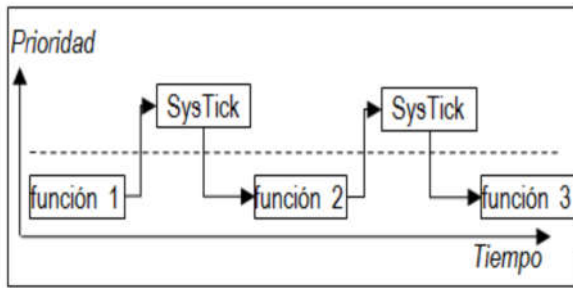 Prioridad
SysTick
SysTick
función 1
función 2
función 3
Tiempo